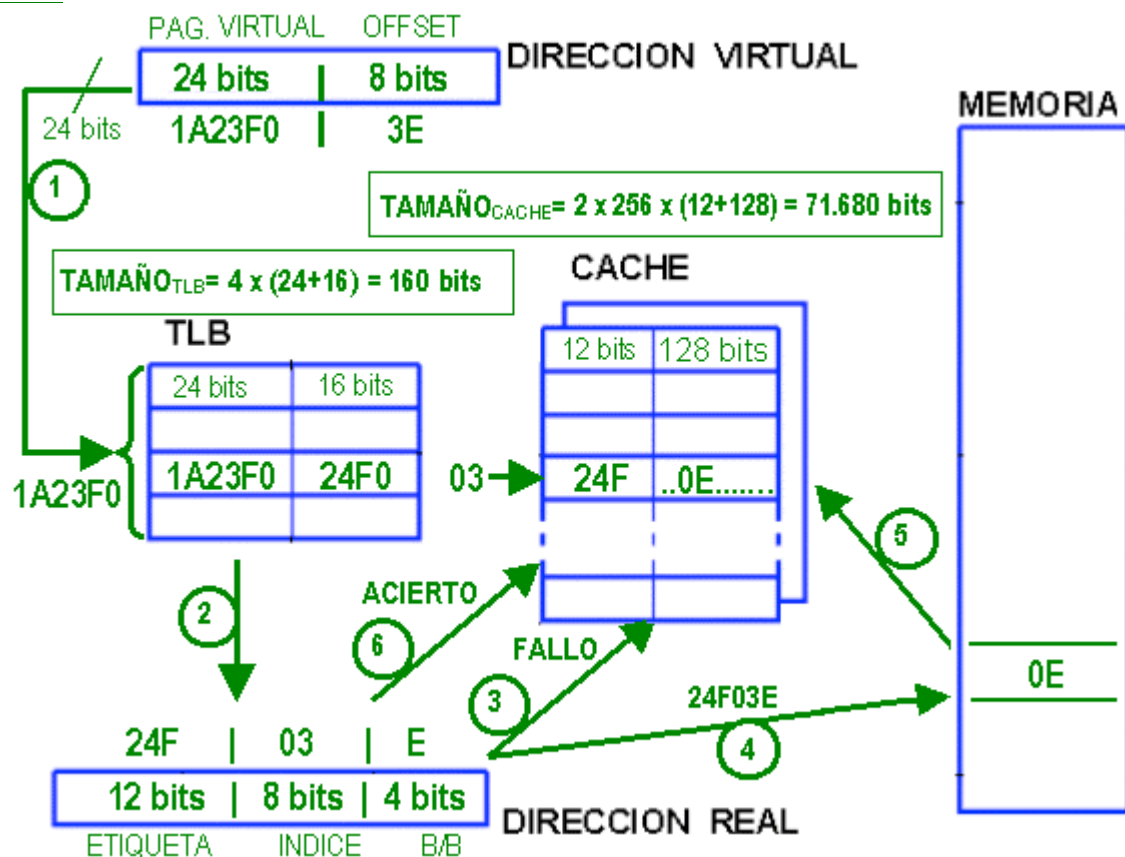 PAG. VIRTUAL OFFSET
DIRECCION VIRTUAL
24 bits | 8 bits
24 bits
1A23F0 | 3E
MEMORIA
1
TAMAÑOCACHE= 2 x 256 x (12+128) = 71.680 bits
TAMAÑOTLB= 4 x (24+16) = 160 bits
CACHE
TLB
12 bits 128 bits
24 bits 16 bits
1A23F0
1A23F0 24F0
03
24F ..0E.......
5
2
ACIERTO
6
FALLO
3
0E
24F03E
4
24F | 03 | E
12 bits | 8 bits | 4 bits
DIRECCION REAL
ETIQUETA INDICE B/B